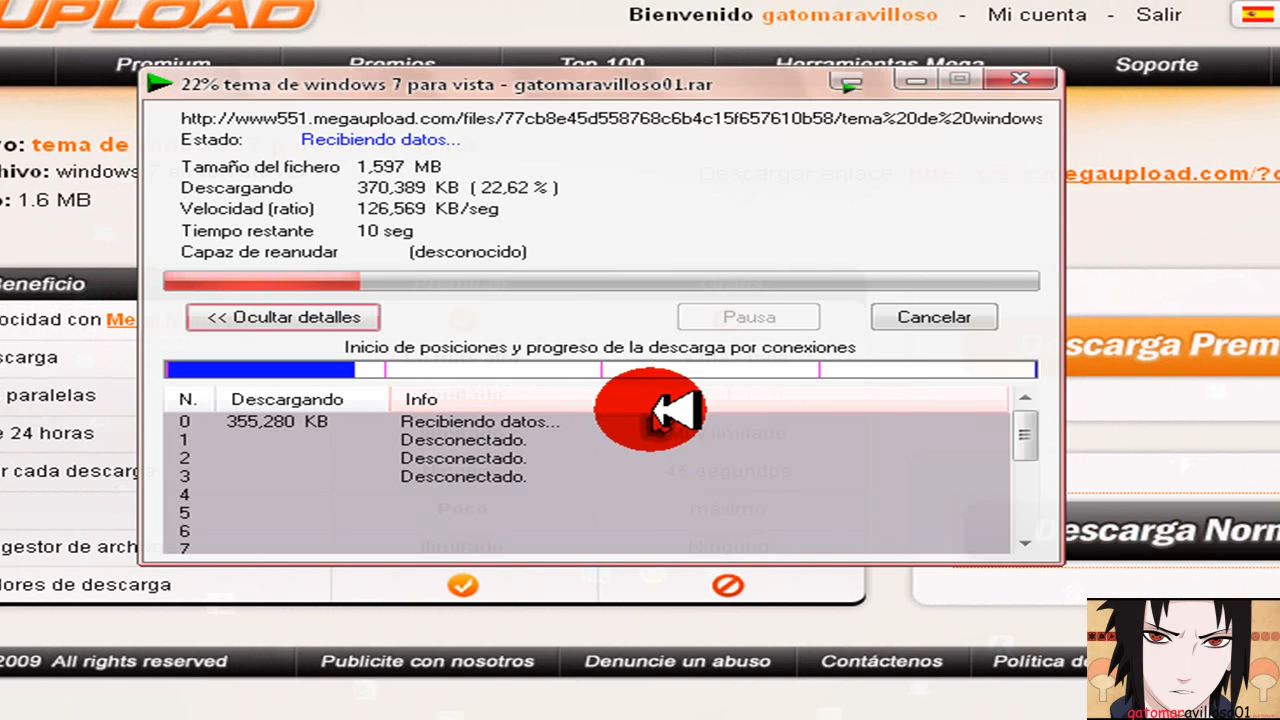 UPLOAD
Bienvenido gatomaravilloso - Mi cuenta - Salir
Premium Premios Top 100 Herramientas Mega Soporte
22% tema de windows 7 para vista - gatomaravilloso01.rar
http://www551.megaupload.com/files/77cb8e45d558768c6b4c15f657610b58/tema%20de%20windows
Estado: Recibiendo datos...
vo: tema de
Tamaño del fichero 1,597 MB
hivo: windows
egaupload.com/?
Descargar enlace:
Descargando 370,389 KB ( 22,62 % )
o: 1.6 MB
Velocidad (ratio) 126,569 KB/seg
Tiempo restante 10 seg
Capaz de reanudar (desconocido)
Beneficio
<< Ocultar detalles Pausa Cancelar
ocidad con
Inicio de posiciones y progreso de la descarga por conexiones
scarga
escarga Prem
paralelas
N. Descargando Info
0 355,280 KB Recibiendo datos...
1 Desconectado.
e 24 horas
2 Desconectado.
r cada descarga
45 segundos
3 Desconectado.
4
5
Poco máximo
6
escarga Norm
7
gestor de arch
Ilimitado Ninguno
lores de descarga
2009 All rights reserved Publicite con nosotros Denuncie un abuso Contáctenos Política de
gatomaravilloso01